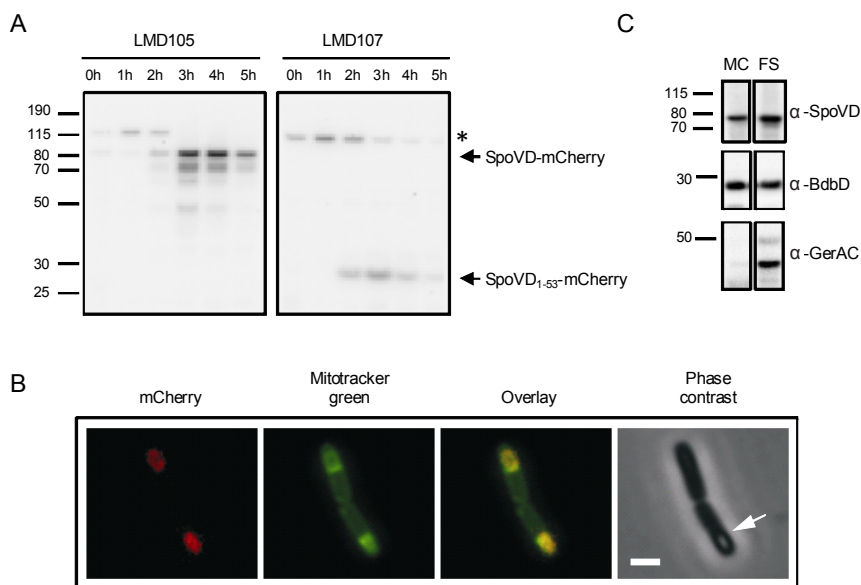 A
LMD105
LMD107
0h 1h 2h 3h 4h 5h
0h 1h 2h 3h 4h 5h
190
115
80
70
50
30
25
*
SpoVD-mCherry
SpoVD1-53-mCherry
C
MC FS
115
80
70
α-SpoVD
30
α-BdbD
50
α-GerAC
B
mCherry
Mitotracker
green
Overlay
Phase
contrast